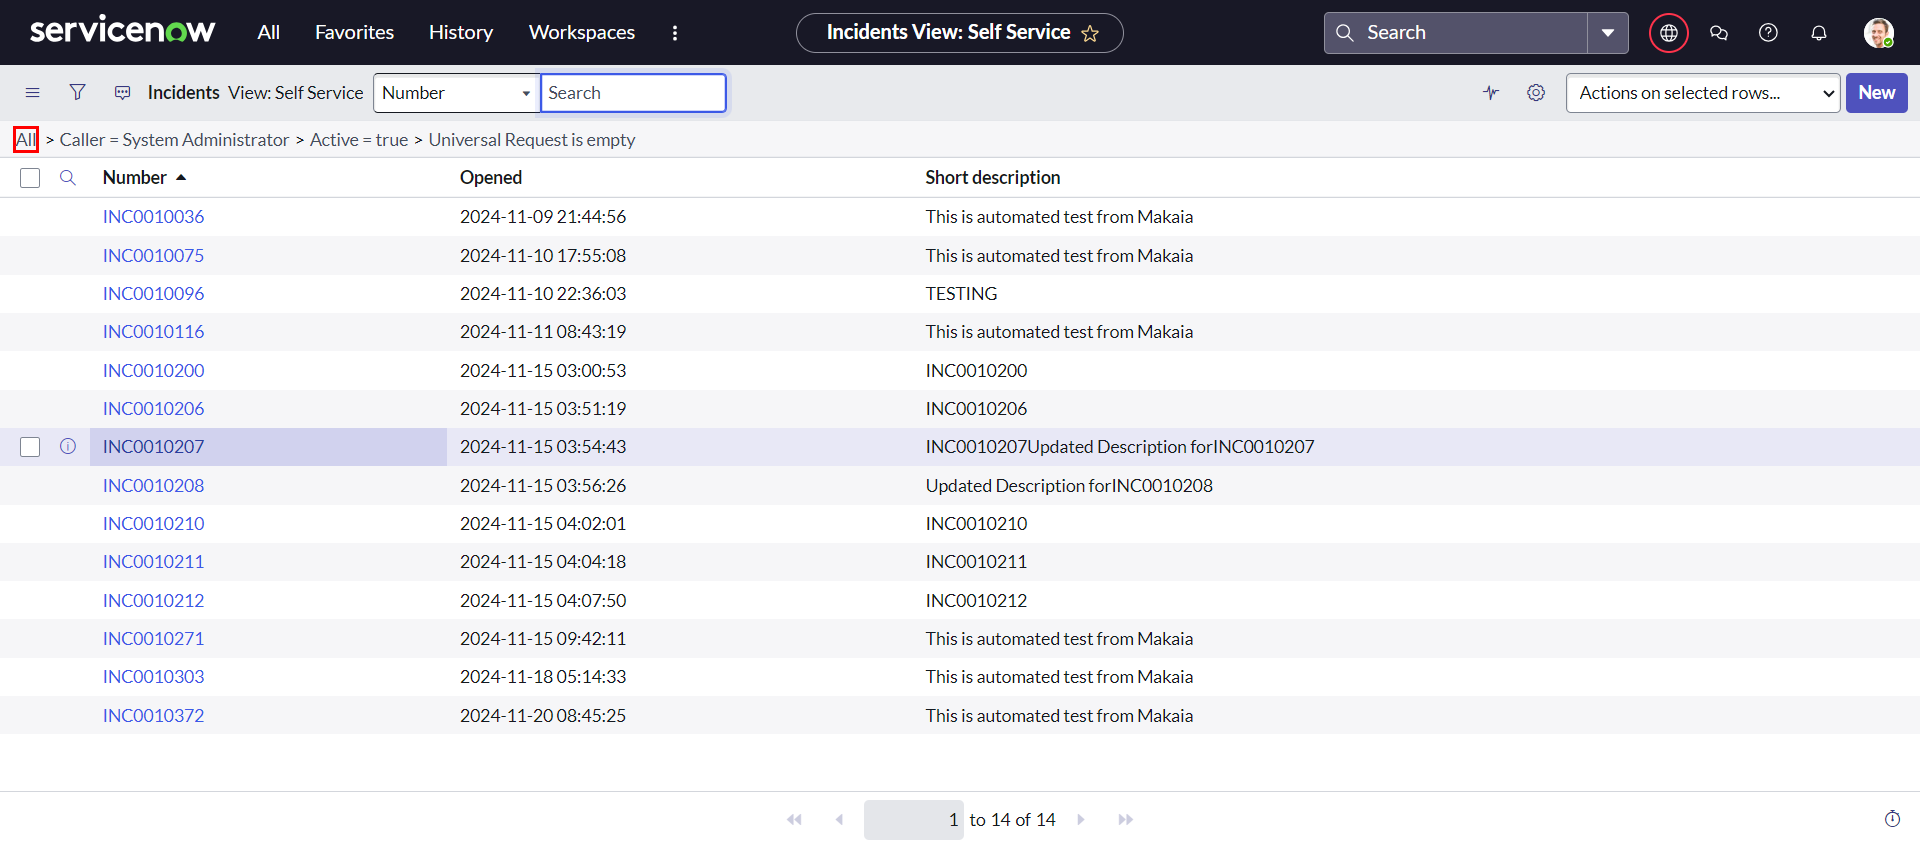 servicenow All Favorites History Workspaces Incidents View: Self Service Search
Incidents View: Self Service Number Search Actions on selected rows... New
All > Caller = System Administrator > Active = true > Universal Request is empty
Number Opened Short description
INC0010036 2024-11-09 21:44:56 This is automated test from Makaia
INC0010075 2024-11-10 17:55:08 This is automated test from Makaia
INC0010096 2024-11-10 22:36:03 TESTING
INC0010116 2024-11-11 08:43:19 This is automated test from Makaia
INC0010200 2024-11-15 03:00:53 INC0010200
INC0010206 2024-11-15 03:51:19 INC0010206
INC0010207 2024-11-15 03:54:43 INC0010207Updated Description forINC0010207
INC0010208 2024-11-15 03:56:26 Updated Description forINC0010208
INC0010210 2024-11-15 04:02:01 INC0010210
INC0010211 2024-11-15 04:04:18 INC0010211
INC0010212 2024-11-15 04:07:50 INC0010212
INC0010271 2024-11-15 09:42:11 This is automated test from Makaia
INC0010303 2024-11-18 05:14:33 This is automated test from Makaia
INC0010372 2024-11-20 08:45:25 This is automated test from Makaia
1 to 14 of 14